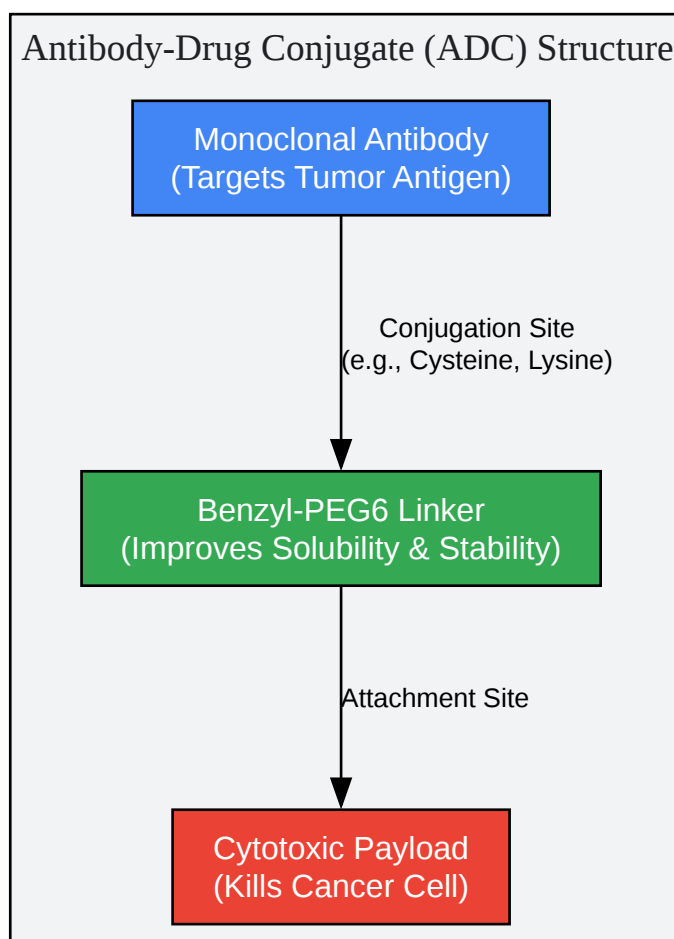 Antibody-Drug Conjugate (ADC) Structure
Monoclonal Antibody
(Targets Tumor Antigen)
Conjugation Site
(e.g., Cysteine, Lysine)
Benzyl-PEG6 Linker
(Improves Solubility & Stability)
Attachment Site
Cytotoxic Payload
(Kills Cancer Cell)